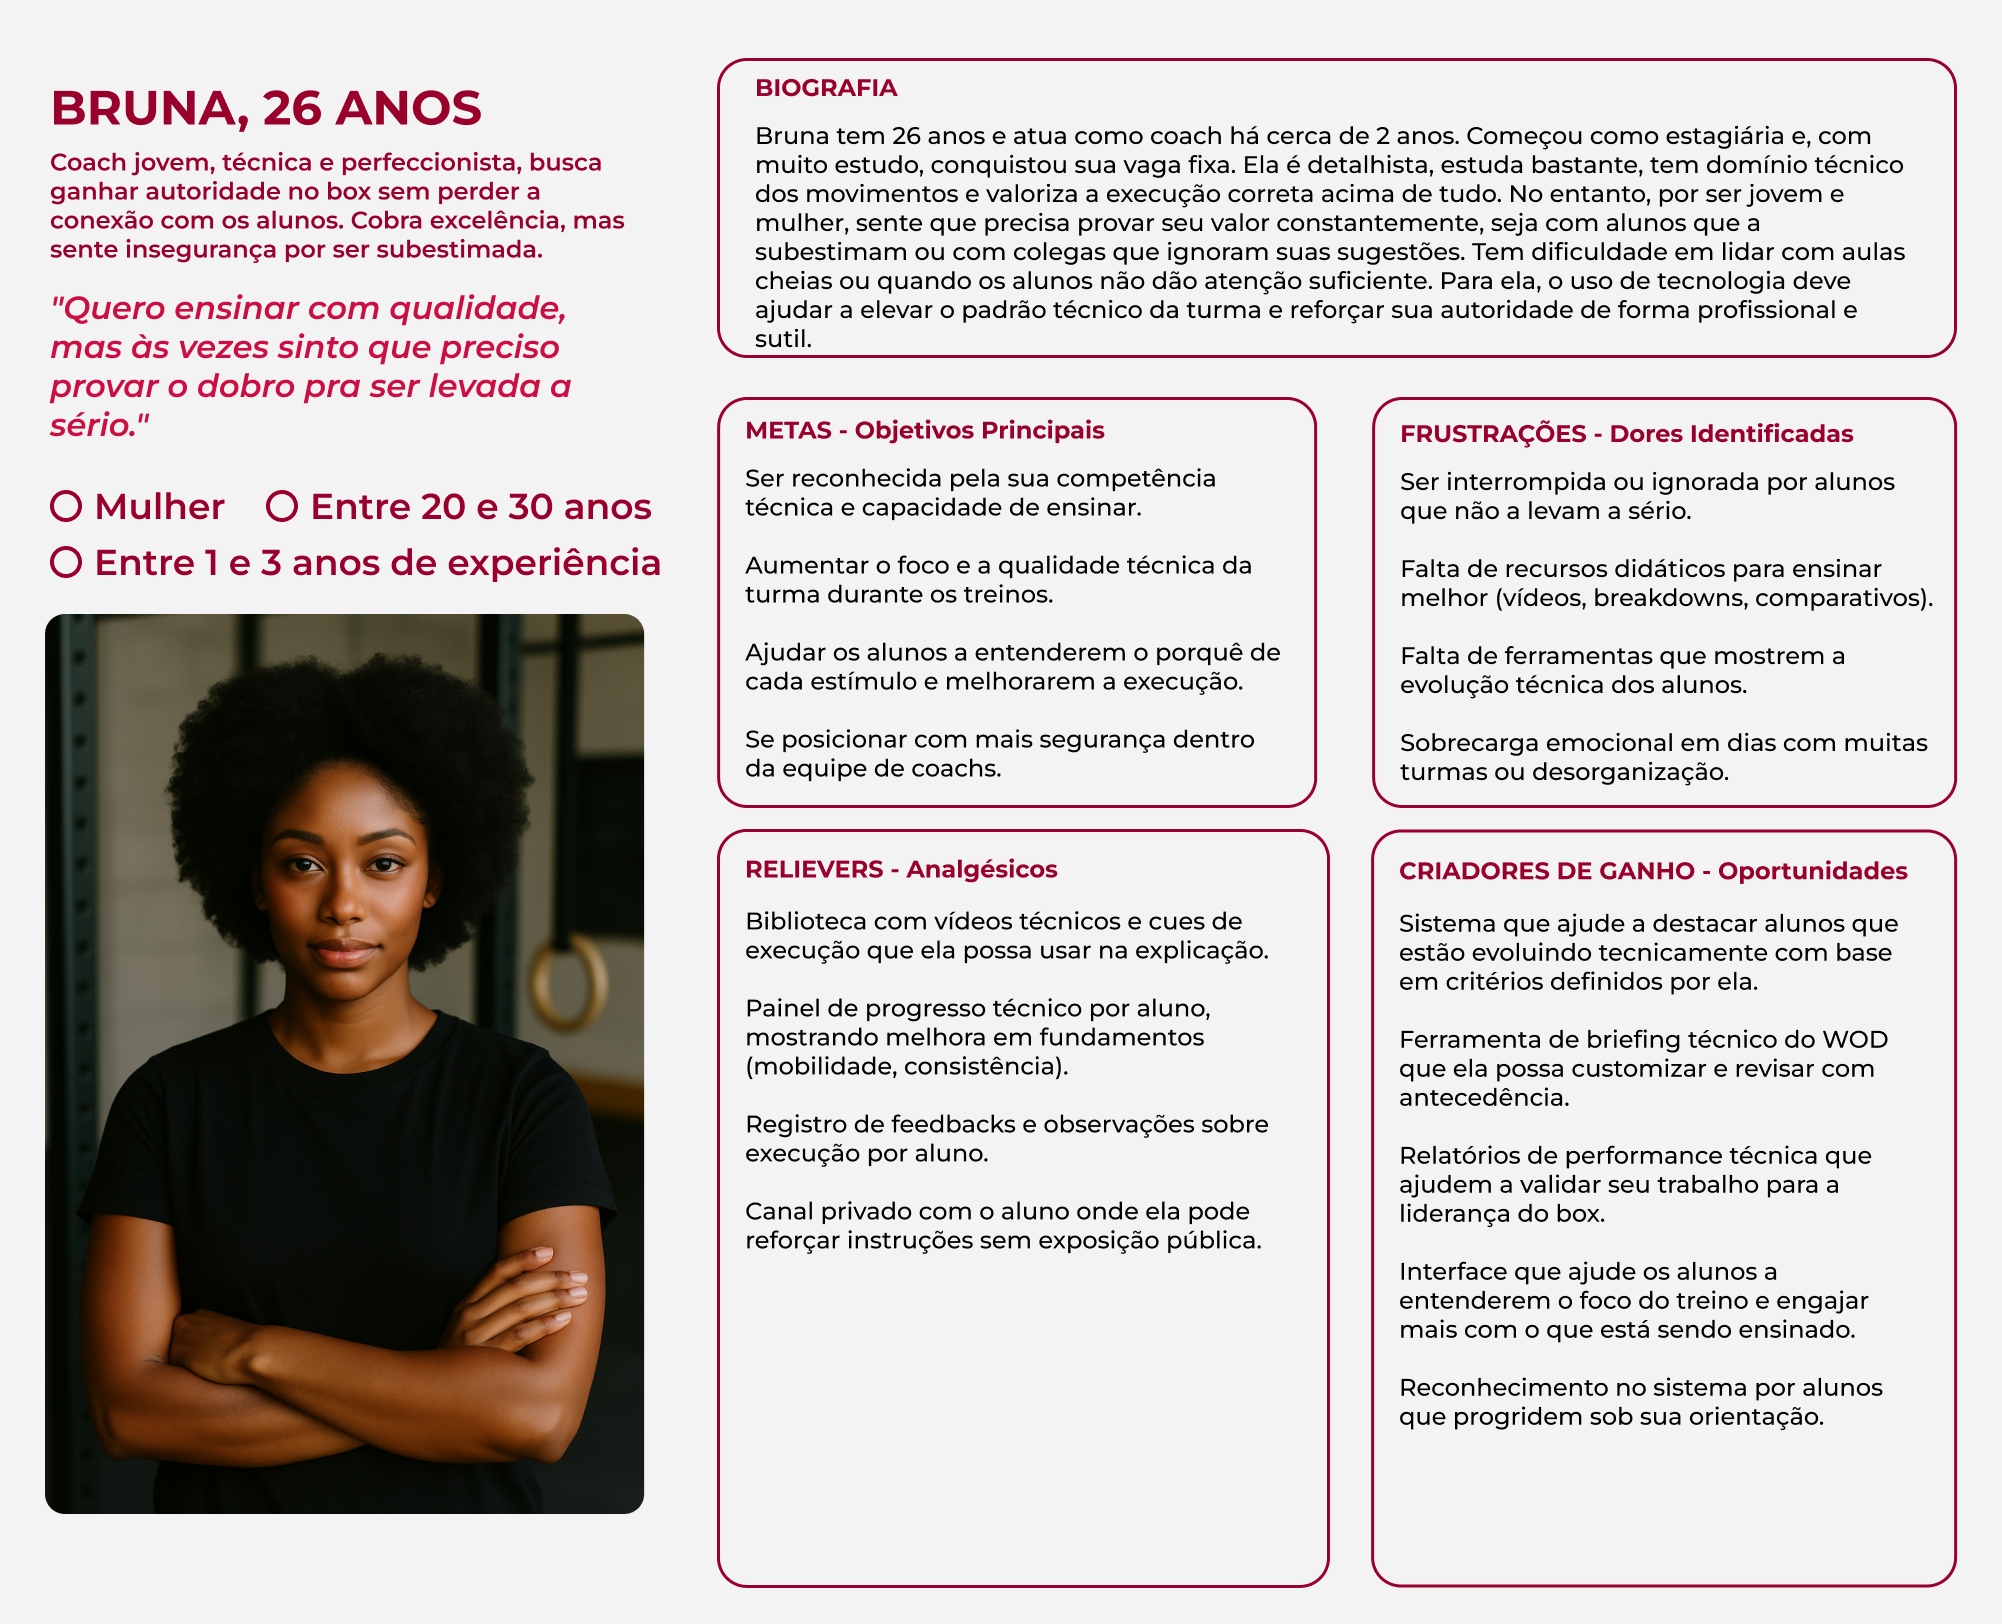 BRUNA, 26 ANOS
Coach jovem, técnica e perfeccionista, busca
ganhar autoridade no box sem perder a
conexão com os alunos. Cobra excelência, mas
sente insegurança por ser subestimada.
"Quero ensinar com qualidade,
mas às vezes sinto que preciso
provar o dobro pra ser levada a
sério."
Mulher
Entre 20 e 30 anos
Entre 1 e 3 anos de experiência
BIOGRAFIA
Bruna tem 26 anos e atua como coach há cerca de 2 anos. Começou como estagiária e, com
muito estudo, conquistou sua vaga fixa. Ela é detalhista, estuda bastante, tem domínio técnico
dos movimentos e valoriza a execução correta acima de tudo. No entanto, por ser jovem e
mulher, sente que precisa provar seu valor constantemente, seja com alunos que a
subestimam ou com colegas que ignoram suas sugestões. Tem dificuldade em lidar com aulas
cheias ou quando os alunos não dão atenção suficiente. Para ela, o uso de tecnologia deve
ajudar a elevar o padrão técnico da turma e reforçar sua autoridade de forma profissional e
sutil.
METAS - Objetivos Principais
Ser reconhecida pela sua competência
técnica e capacidade de ensinar.
Aumentar o foco e a qualidade técnica da
turma durante os treinos.
Ajudar os alunos a entenderem o porquê de
cada estímulo e melhorarem a execução.
Se posicionar com mais segurança dentro
da equipe de coachs.
FRUSTRAÇÕES - Dores Identificadas
Ser interrompida ou ignorada por alunos
que não a levam a sério.
Falta de recursos didáticos para ensinar
melhor (vídeos, breakdowns, comparativos).
Falta de ferramentas que mostrem a
evolução técnica dos alunos.
Sobrecarga emocional em dias com muitas
turmas ou desorganização.
RELIEVERS - Analgésicos
Biblioteca com vídeos técnicos e cues de
execução que ela possa usar na explicação.
Painel de progresso técnico por aluno,
mostrando melhora em fundamentos
(mobilidade, consistência).
Registro de feedbacks e observações sobre
execução por aluno.
Canal privado com o aluno onde ela pode
reforçar instruções sem exposição pública.
CRIADORES DE GANHO - Oportunidades
Sistema que ajude a destacar alunos que
estão evoluindo tecnicamente com base
em critérios definidos por ela.
Ferramenta de briefing técnico do WOD
que ela possa customizar e revisar com
antecedência.
Relatórios de performance técnica que
ajudem a validar seu trabalho para a
liderança do box.
Interface que ajude os alunos a
entenderem o foco do treino e engajar
mais com o que está sendo ensinado.
Reconhecimento no sistema por alunos
que progridem sob sua orientação.